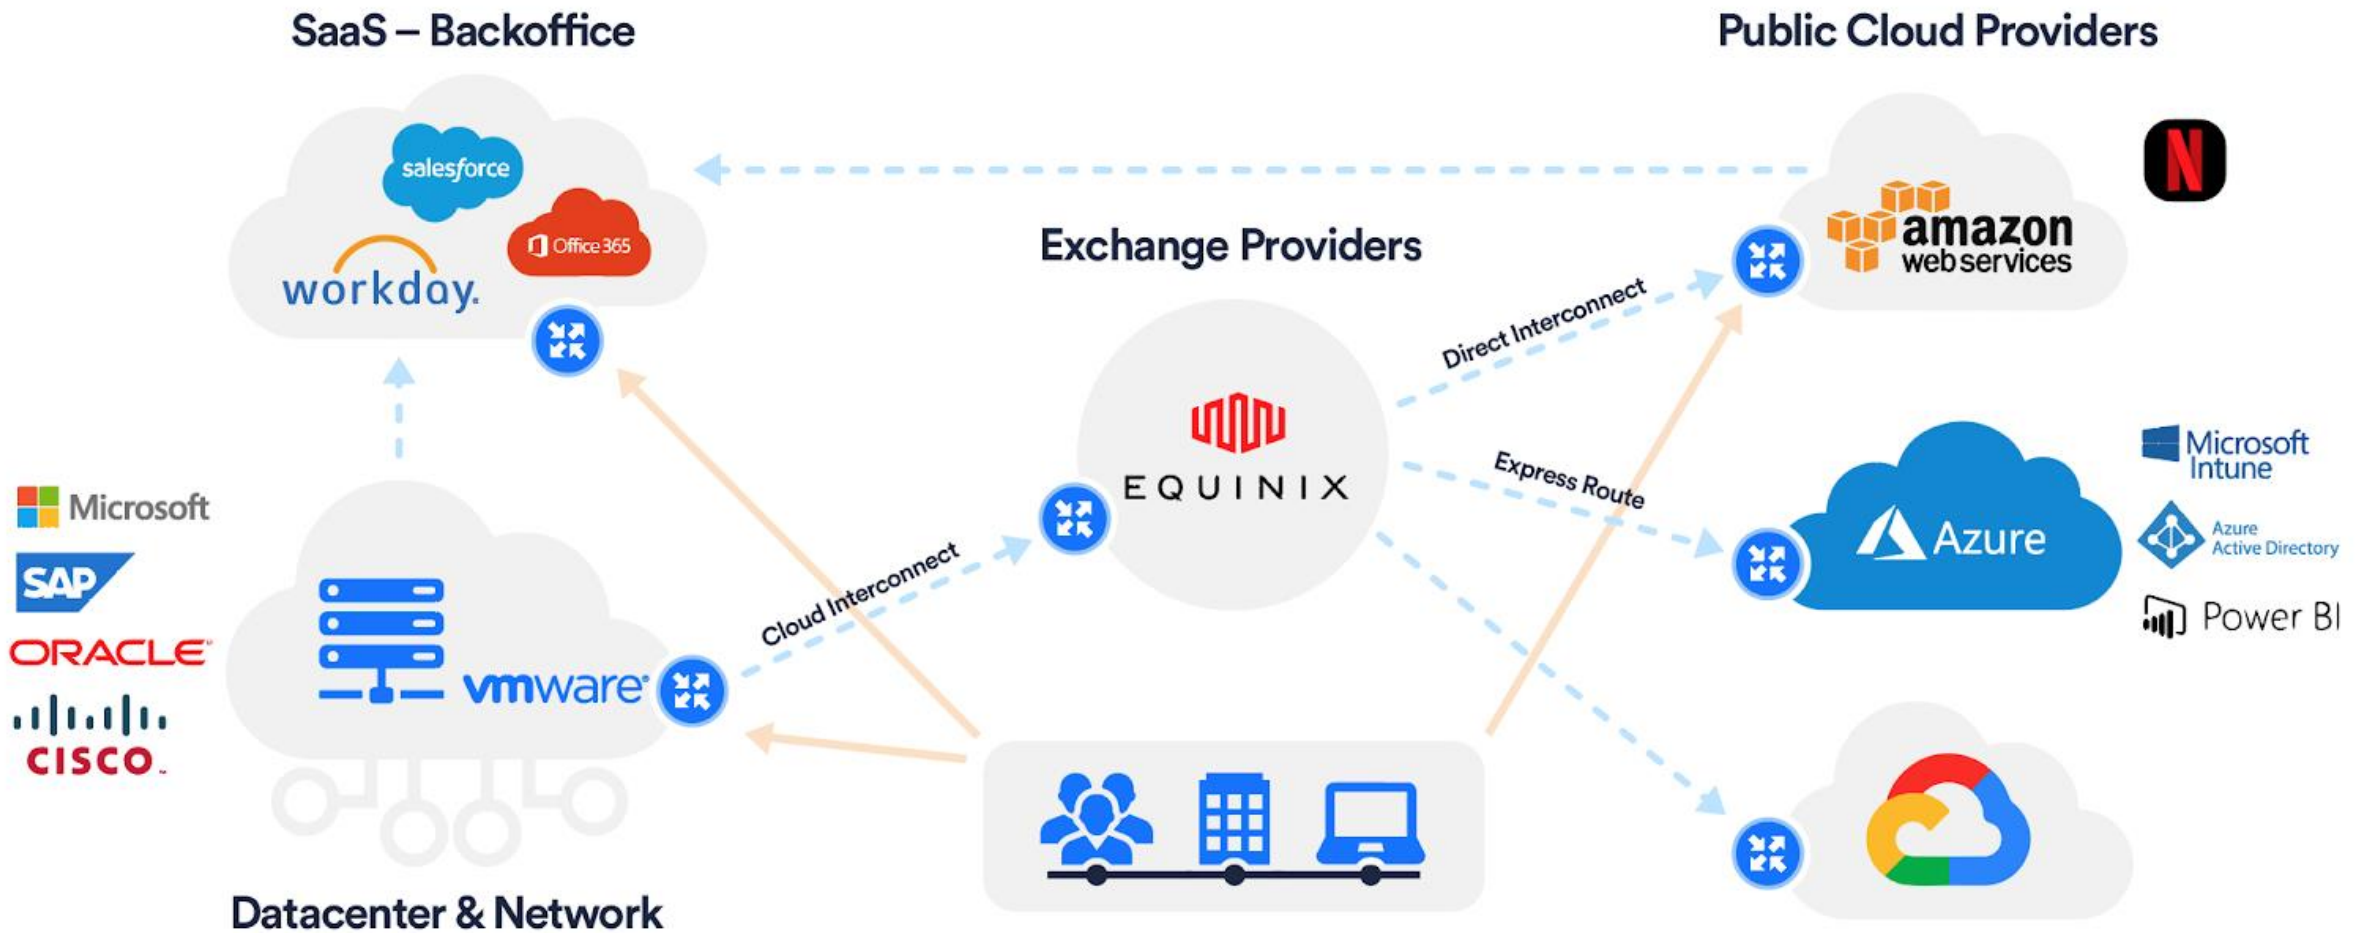 SaaS – Backoffice
Public Cloud Providers
salesforce
Office 365
workday.
N
amazon
web services
Exchange Providers
Direct Interconnect
EQUINIX
Express Route
Microsoft
Intune
Azure
Azure
Active Directory
Power BI
Microsoft
SAP
ORACLE®
CISCO™
vmware®
Cloud Interconnect
Datacenter & Network